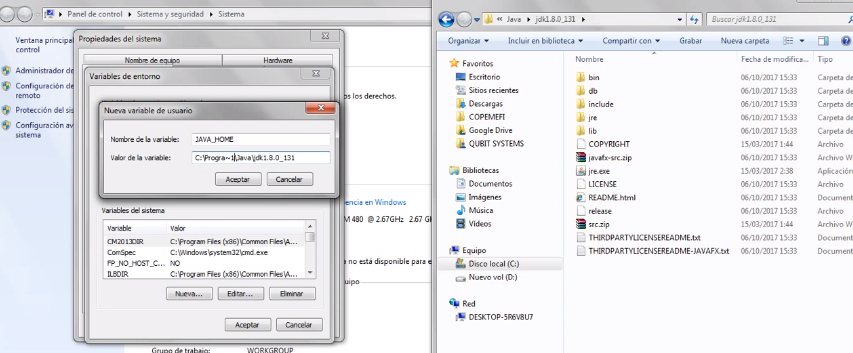 Panel de control ▸ Sistema y seguridad ▸ Sistema
Ventana principal
control
Administrador de
Configuración de
remoto
Protección del sis
Configuración av
sistema
Propiedades del sistema
Nombre de equipo Hardware
Variables de entorno
os los derechos.
Nueva variable de usuario
Nombre de la variable: JAVA_HOME
Valor de la variable: C:\Progra~1\Java\jdk1.8.0_131
Aceptar Cancelar
Variables del sistema
Variable Valor
CM2013DIR C:\Program Files (x86)\Common Files\A...
ComSpec C:\Windows\system32\cmd.exe
FP_NO_HOST_C... NO
ILBDIR C:\Program Files (x86)\Common Files\A...
Nueva... Editar... Eliminar
Aceptar Cancelar
encia en Windows
M 480 @ 2.67GHz 2.67 G
a no está disponible para e
uipo
Grupo de trabajo: WORKGROUP
« Java ▸ jdk1.8.0_131 ▸
Buscar jdk1.8.0_131
Organizar Incluir en biblioteca Compartir con Grabar Nueva carpeta
Favoritos
Escritorio
Sitios recientes
Descargas
COPEMEFI
Google Drive
QUBIT SYSTEMS
Bibliotecas
Documentos
Imágenes
Música
Vídeos
Equipo
Disco local (C:)
Nuevo vol (D:)
Red
DESKTOP-5R6V8U7
Nombre Fecha de modifica... Tipo
bin 06/10/2017 15:33 Carpeta de
db 06/10/2017 15:33 Carpeta de
include 06/10/2017 15:33 Carpeta de
jre 06/10/2017 15:33 Carpeta de
lib 06/10/2017 15:33 Carpeta de
COPYRIGHT 15/03/2017 1:44 Archivo
javafx-src.zip 06/10/2017 15:33 Archivo W
jre.exe 15/03/2017 2:38 Aplicación
LICENSE 06/10/2017 15:33 Archivo
README.html 06/10/2017 15:33 Archivo
release 06/10/2017 15:33 Archivo
src.zip 15/03/2017 1:44 Archivo W
THIRDPARTYLICENSEREADME.txt 06/10/2017 15:33 Document
THIRDPARTYLICENSEREADME-JAVAFX.txt 06/10/2017 15:33 Document